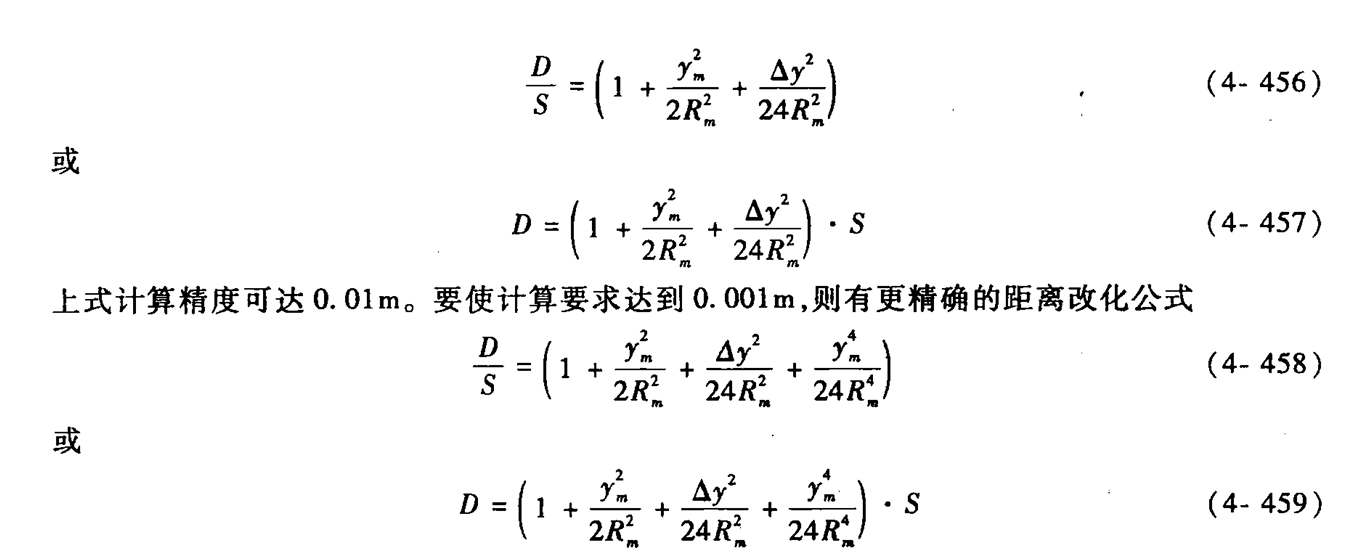 \frac{D}{S} = \left(1 + \frac{y_m^2}{2R_m^2} + \frac{\Delta y^2}{24R_m^2}\right) (4-456)
或
D = \left(1 + \frac{y_m^2}{2R_m^2} + \frac{\Delta y^2}{24R_m^2}\right) \cdot S (4-457)
上式计算精度可达 0.01m。要使计算要求达到 0.001m,则有更精确的距离改化公式
\frac{D}{S} = \left(1 + \frac{y_m^2}{2R_m^2} + \frac{\Delta y^2}{24R_m^2} + \frac{y_m^4}{24R_m^4}\right) (4-458)
或
D = \left(1 + \frac{y_m^2}{2R_m^2} + \frac{\Delta y^2}{24R_m^2} + \frac{y_m^4}{24R_m^4}\right) \cdot S (4-459)